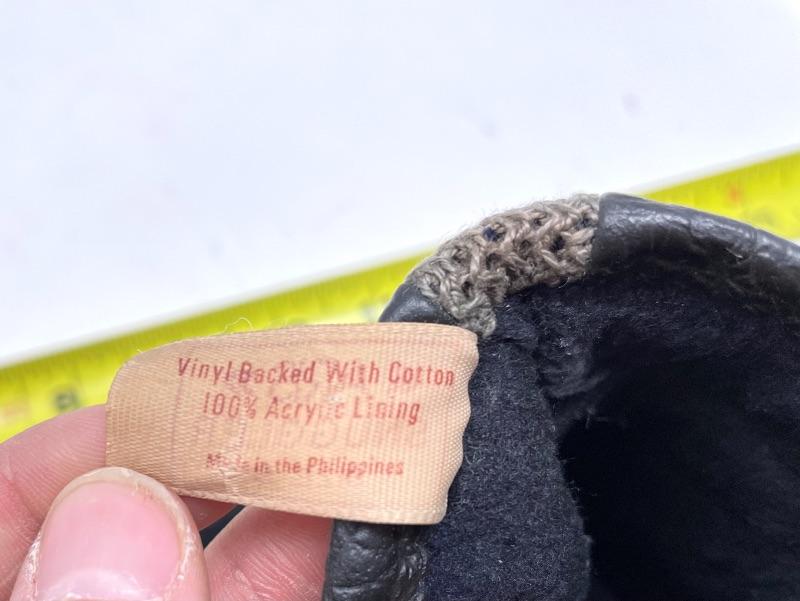 Vinyl Backed With Cotton
100% Acrylic Lining
Made in the Philippines